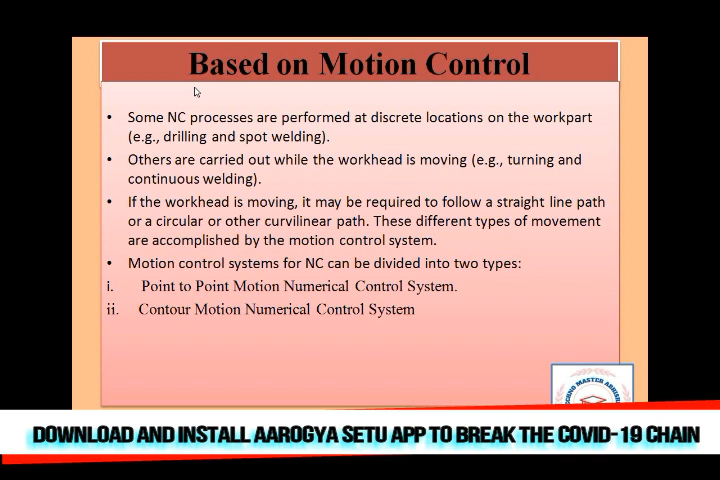 Based on Motion Control
• Some NC processes are performed at discrete locations on the workpart
(e.g., drilling and spot welding).
• Others are carried out while the workhead is moving (e.g., turning and
continuous welding).
• If the workhead is moving, it may be required to follow a straight line path
or a circular or other curvilinear path. These different types of movement
are accomplished by the motion control system.
• Motion control systems for NC can be divided into two types:
i. Point to Point Motion Numerical Control System.
ii. Contour Motion Numerical Control System
MASTER
DOWNLOAD AND INSTALL AAROGYA SETU APP TO BREAK THE COVID-19 CHAIN